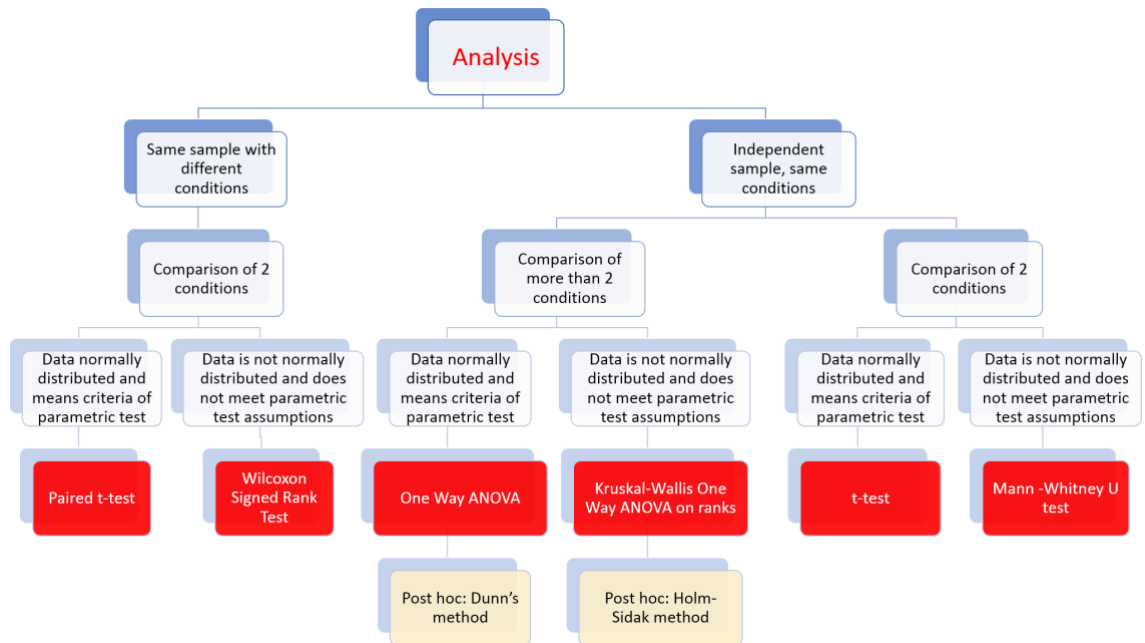 Analysis
Same sample with
different
conditions
Independent
sample, same
conditions
Comparison of 2
conditions
Comparison of
more than 2
conditions
Comparison of 2
conditions
Data normally
distributed and
means criteria of
parametric test
Data is not normally
distributed and does
not meet parametric
test assumptions
Data normally
distributed and
means criteria of
parametric test
Data is not normally
distributed and does
not meet parametric
test assumptions
Data normally
distributed and
means criteria of
parametric test
Data is not normally
distributed and does
not meet parametric
test assumptions
Paired t-test
Wilcoxon
Signed Rank
Test
One Way ANOVA
Kruskal-Wallis One
Way ANOVA on ranks
t-test
Mann -Whitney U
test
Post hoc: Dunn’s
method
Post hoc: Holm-
Sidak method